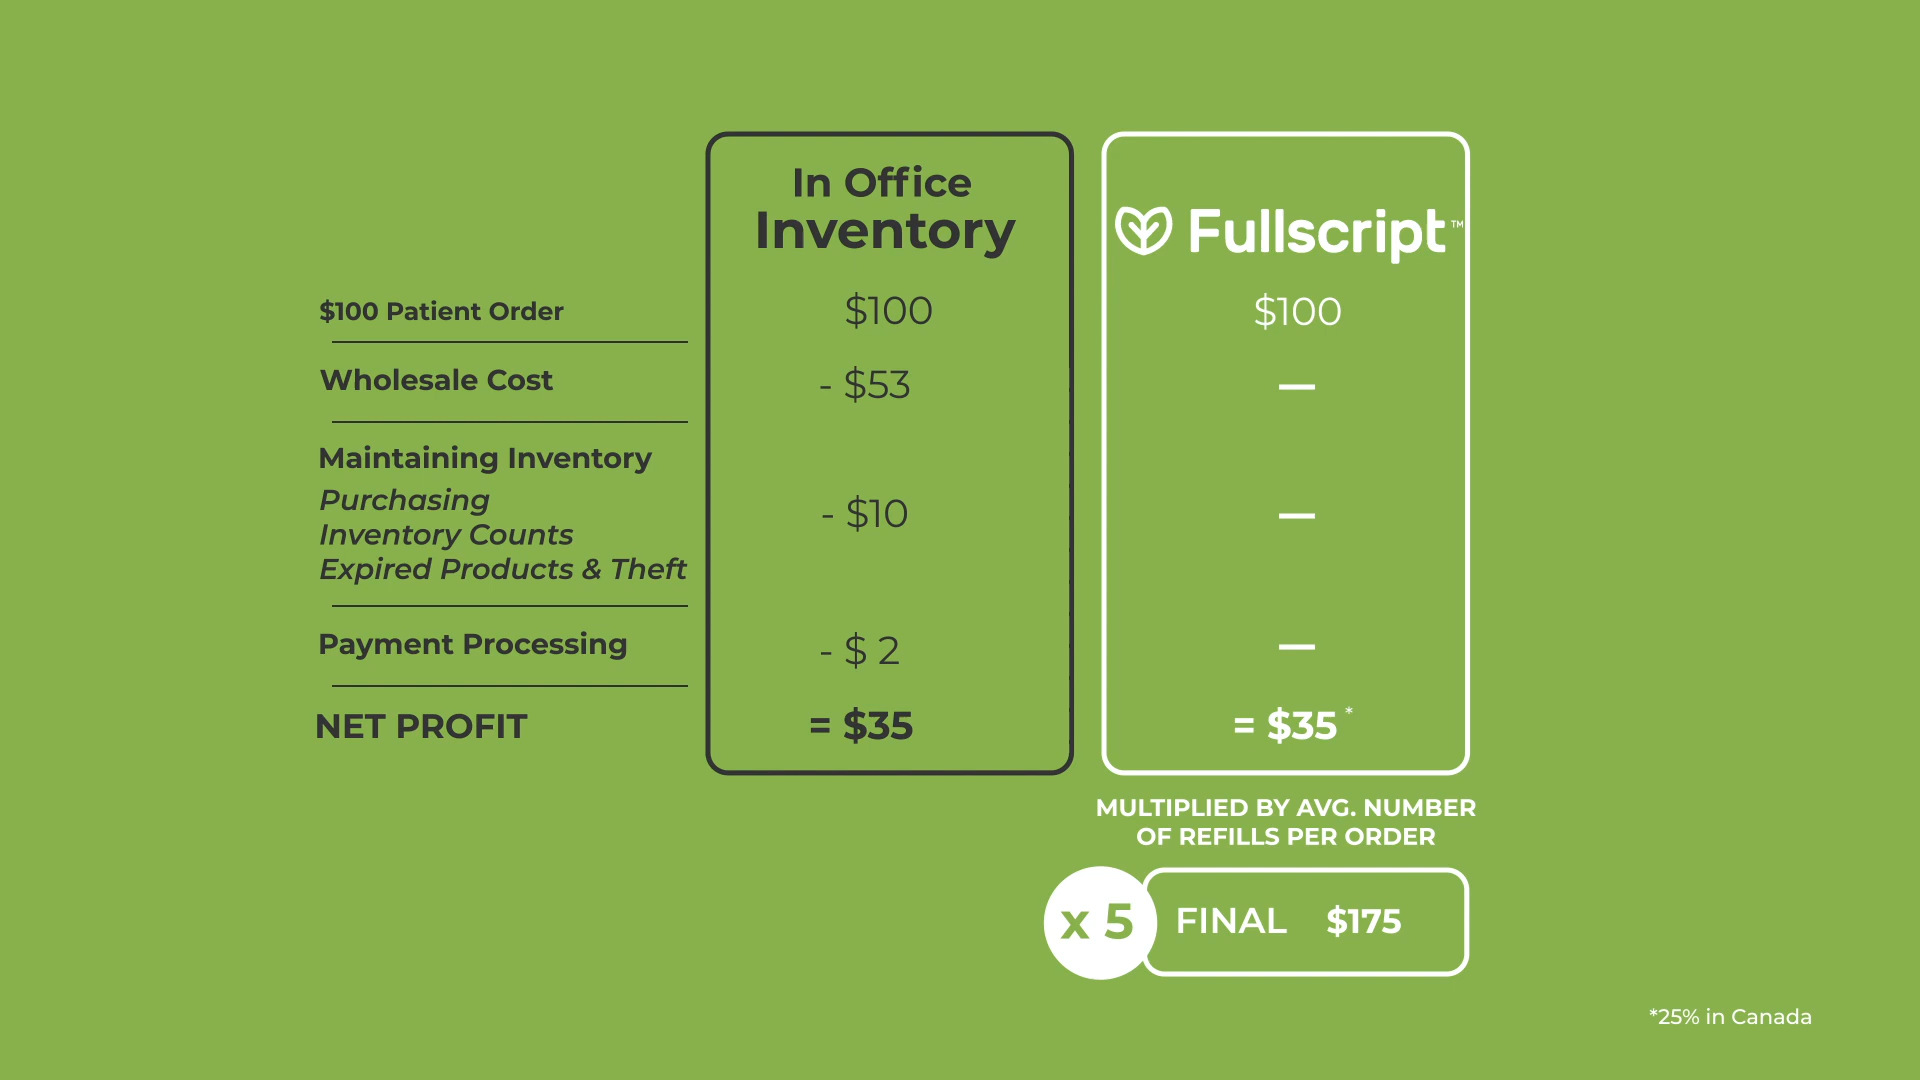 In Office
Inventory
Fullscript™
$100 Patient Order $100 $100
Wholesale Cost - $53 —
Maintaining Inventory
Purchasing
Inventory Counts - $10 —
Expired Products & Theft
Payment Processing - $ 2 —
NET PROFIT = $35 = $35 *
MULTIPLIED BY AVG. NUMBER
OF REFILLS PER ORDER
x 5 FINAL $175
*25% in Canada